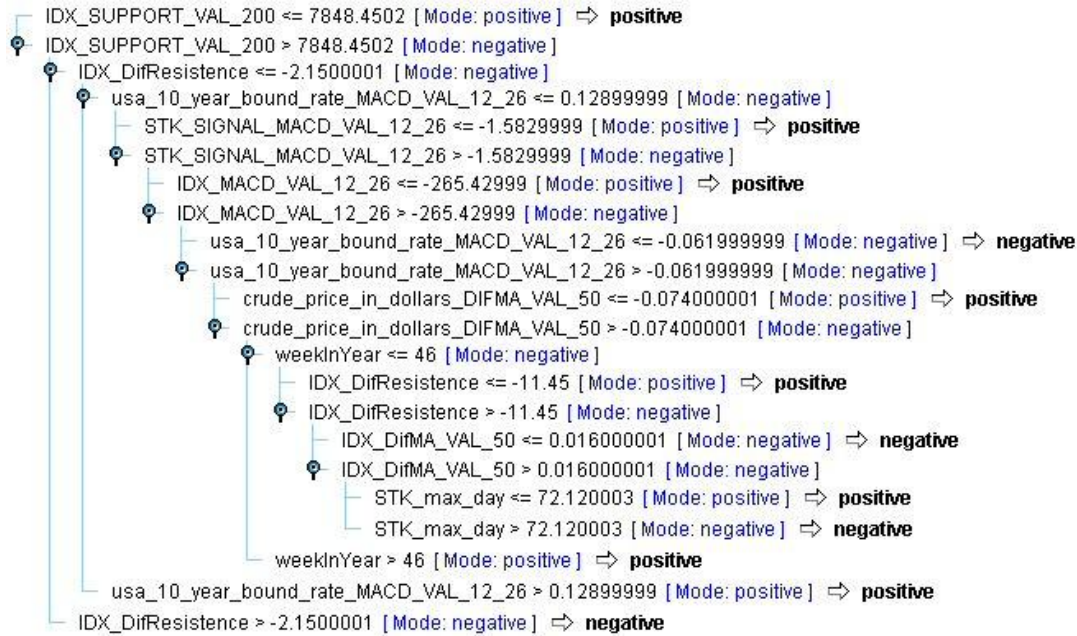 IDX_SUPPORT_VAL_200 <= 7848.4502 [Mode: positive] ⇨ positive
IDX_SUPPORT_VAL_200 > 7848.4502 [Mode: negative]
IDX_DifResistence <= -2.1500001 [Mode: negative]
usa_10_year_bound_rate_MACD_VAL_12_26 <= 0.12899999 [Mode: negative]
STK_SIGNAL_MACD_VAL_12_26 <= -1.5829999 [Mode: positive] ⇨ positive
STK_SIGNAL_MACD_VAL_12_26 > -1.5829999 [Mode: negative]
IDX_MACD_VAL_12_26 <= -265.42999 [Mode: positive] ⇨ positive
IDX_MACD_VAL_12_26 > -265.42999 [Mode: negative]
usa_10_year_bound_rate_MACD_VAL_12_26 <= -0.061999999 [Mode: negative] ⇨ negative
usa_10_year_bound_rate_MACD_VAL_12_26 > -0.061999999 [Mode: negative]
crude_price_in_dollars_DIFMA_VAL_50 <= -0.074000001 [Mode: positive] ⇨ positive
crude_price_in_dollars_DIFMA_VAL_50 > -0.074000001 [Mode: negative]
weekInYear <= 46 [Mode: negative]
IDX_DifResistence <= -11.45 [Mode: positive] ⇨ positive
IDX_DifResistence > -11.45 [Mode: negative]
IDX_DifMA_VAL_50 <= 0.016000001 [Mode: negative] ⇨ negative
IDX_DifMA_VAL_50 > 0.016000001 [Mode: negative]
STK_max_day <= 72.120003 [Mode: positive] ⇨ positive
STK_max_day > 72.120003 [Mode: negative] ⇨ negative
weekInYear > 46 [Mode: positive] ⇨ positive
usa_10_year_bound_rate_MACD_VAL_12_26 > 0.12899999 [Mode: positive] ⇨ positive
IDX_DifResistence > -2.1500001 [Mode: negative] ⇨ negative